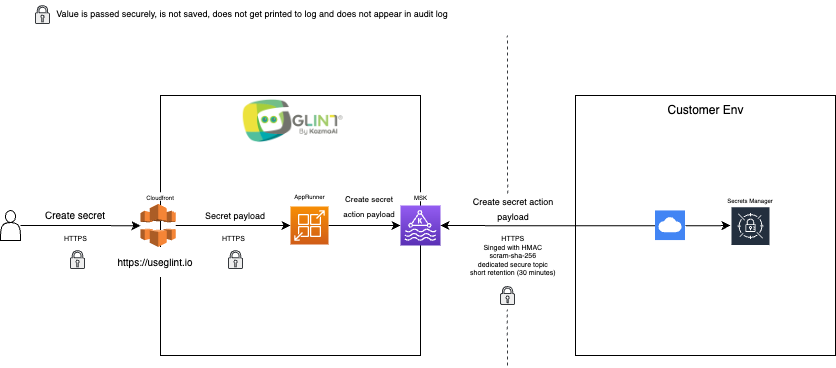 Value is passed securely, is not saved, does not get printed to log and does not appear in audit log
GLINT
By KozmaAI
Customer Env
Cloudfront
AppRunner
MSK
Secrets Manager
Create secret
HTTPS
https://useglint.io
Secret payload
HTTPS
Create secret
action payload
Create secret action
payload
HTTPS
Singed with HMAC
scram-sha-256
dedicated secure topic
short retention (30 minutes)